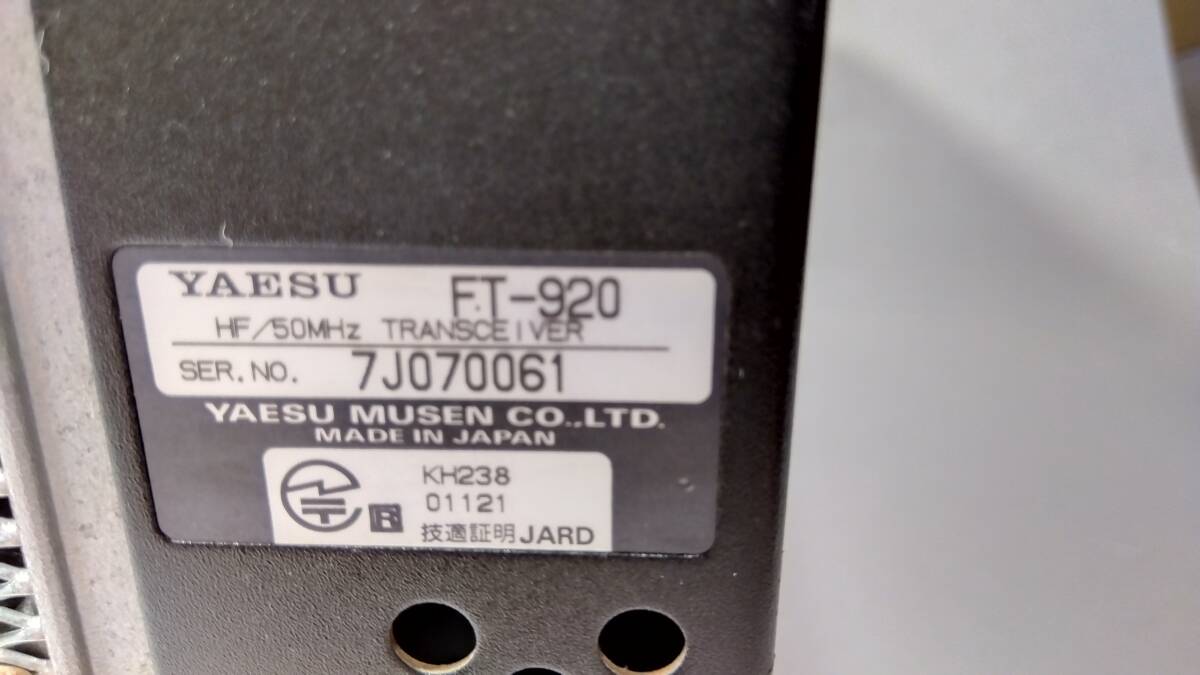 YAESU FT-920
HF/50MHz TRANSCEIVER
SER.NO. 7J070061
YAESU MUSEN CO.,LTD.
MADE IN JAPAN
R KH238
01121
技適証明 JARD